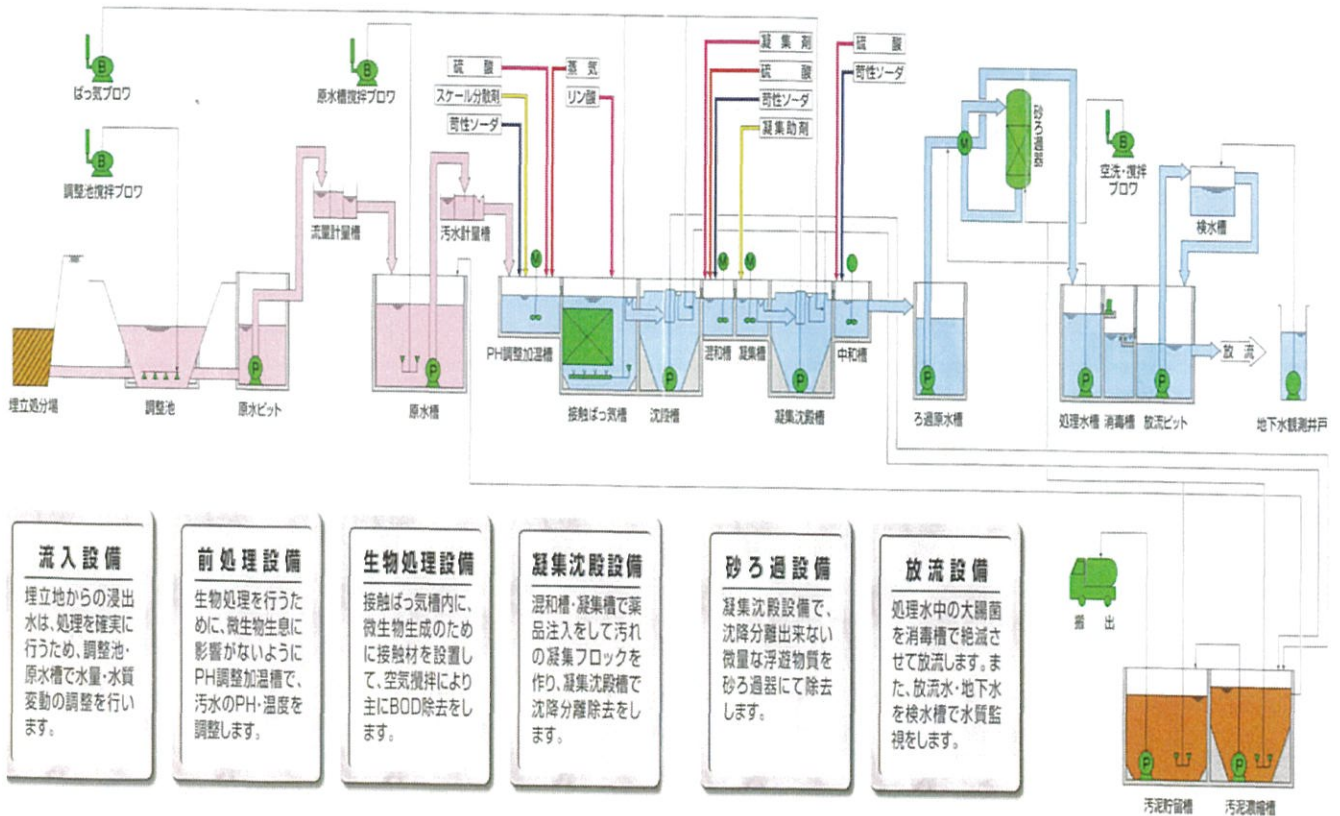 B
ばっ気ブロワ
B
調整池撹拌ブロワ
B
原水槽撹拌ブロワ
硫酸
スケール分散剤
苛性ソーダ
蒸気
リン酸
凝集剤
硫酸
苛性ソーダ
凝集助剤
硫酸
苛性ソーダ
M
砂ろ過器
B
空洗・撹拌
ブロワ
検水槽
流量計量槽
汚水計量槽
M
M
M
P
P
P
P
P
P
P
P
埋立処分場
調整池
原水ピット
原水槽
PH調整加温槽
接触ばっ気槽
沈殿槽
混和槽
凝集槽
凝集沈殿槽
中和槽
ろ過原水槽
処理水槽
消毒槽
放流ピット
放流
地下水観測井戸
流入設備
埋立地からの浸出
水は、処理を確実に
行うため、調整池・
原水槽で水量・水質
変動の調整を行い
ます。
前処理設備
生物処理を行うた
めに、微生物生息に
影響がないように
PH調整加温槽で、
汚水のPH・温度を
調整します。
生物処理設備
接触ばっ気槽内に、
微生物生成のため
に接触材を設置し
て、空気撹拌により
主にBOD除去をし
ます。
凝集沈殿設備
混和槽・凝集槽で薬
品注入をして汚れ
の凝集フロックを
作り、凝集沈殿槽で
沈降分離除去をし
ます。
砂ろ過設備
凝集沈殿設備で、
沈降分離出来ない
微量な浮遊物質を
砂ろ過器にて除去
します。
放流設備
処理水中の大腸菌
を消毒槽で絶滅さ
せて放流します。ま
た、放流水・地下水
を検水槽で水質監
視をします。
搬出
P
P
汚泥貯留槽
汚泥濃縮槽